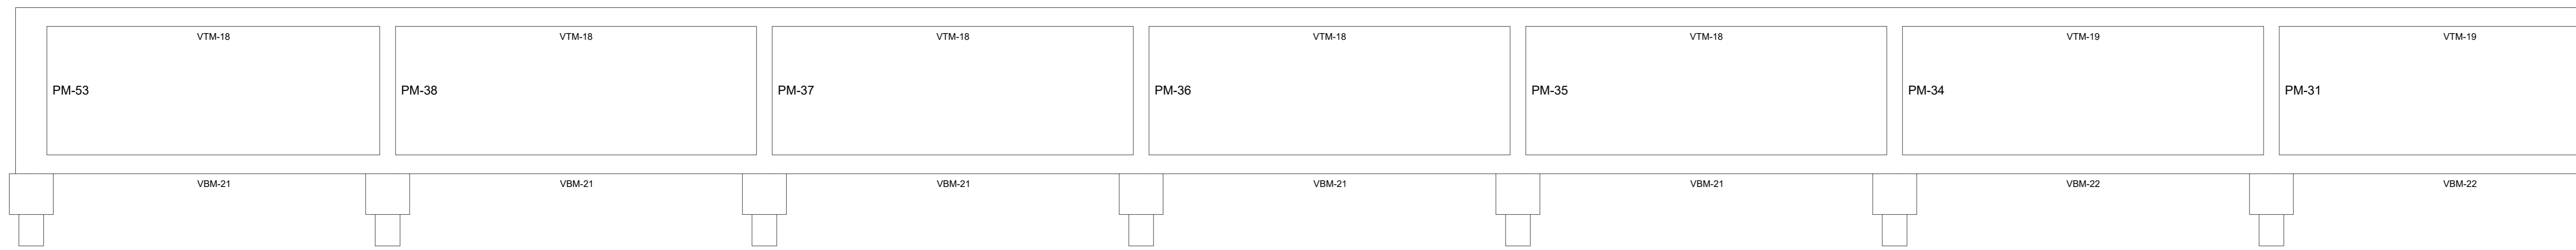 VTM-18 VTM-18 VTM-18 VTM-18 VTM-18 VTM-19 VTM-19
PM-53 PM-38 PM-37 PM-36 PM-35 PM-34 PM-31
VBM-21 VBM-21 VBM-21 VBM-21 VBM-21 VBM-22 VBM-22